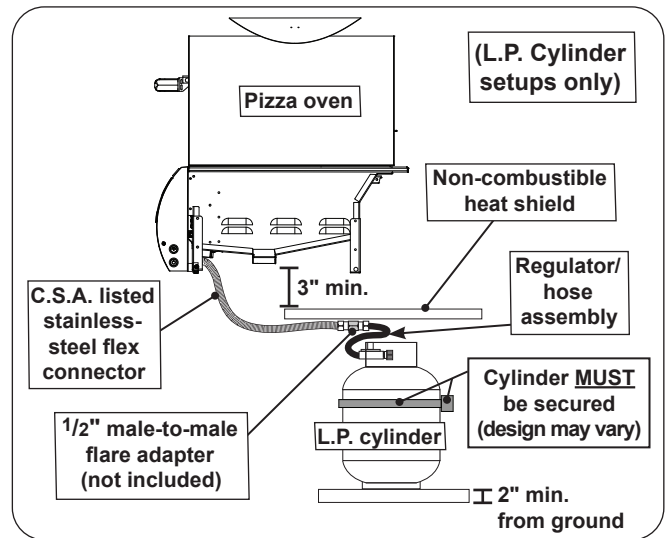 (L.P. Cylinder
setups only)
Pizza oven
Non-combustible
heat shield
3" min.
Regulator/
hose
assembly
C.S.A. listed
stainless-
steel flex
connector
Cylinder MUST
be secured
(design may vary)
1/2" male-to-male
flare adapter
(not included)
L.P. cylinder
2" min.
from ground